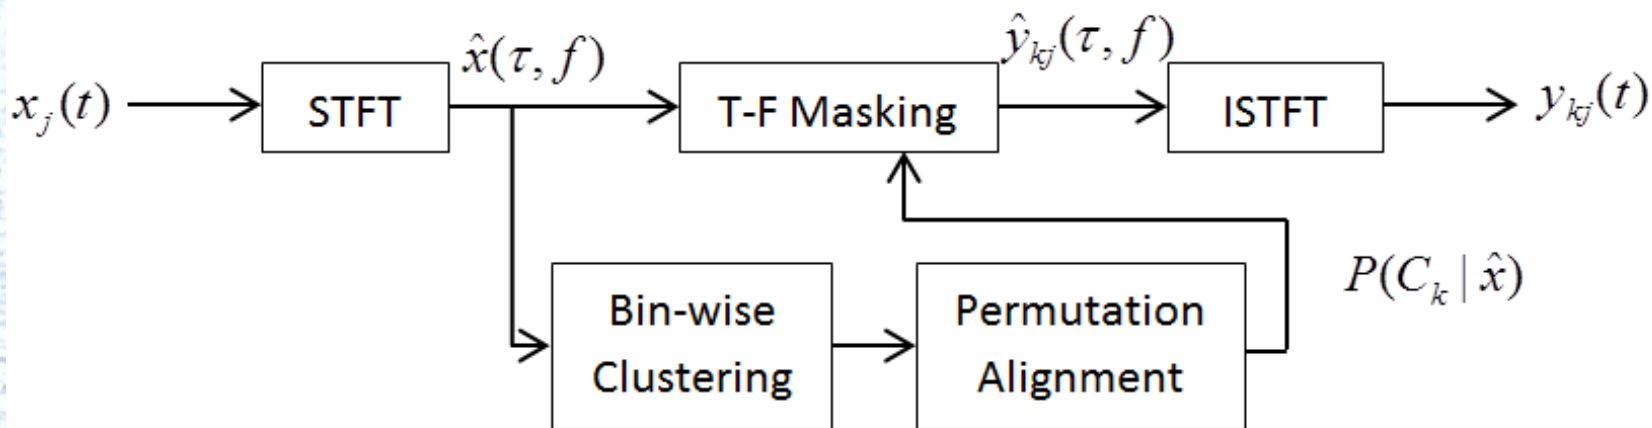 x_j(t)
STFT
x̂(τ, f)
T-F Masking
ŷ_kj(τ, f)
ISTFT
y_kj(t)
Bin-wise
Clustering
Permutation
Alignment
P(C_k | x̂)